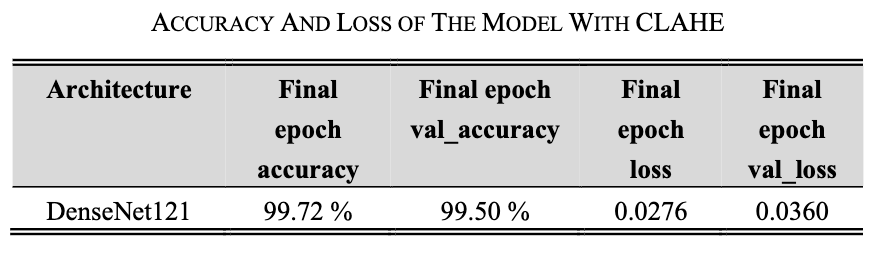 ACCURACY AND LOSS OF THE MODEL WITH CLAHE
Architecture Final Final epoch Final Final
epoch val_accuracy epoch epoch
accuracy loss val_loss
DenseNet121 99.72 % 99.50 % 0.0276 0.0360